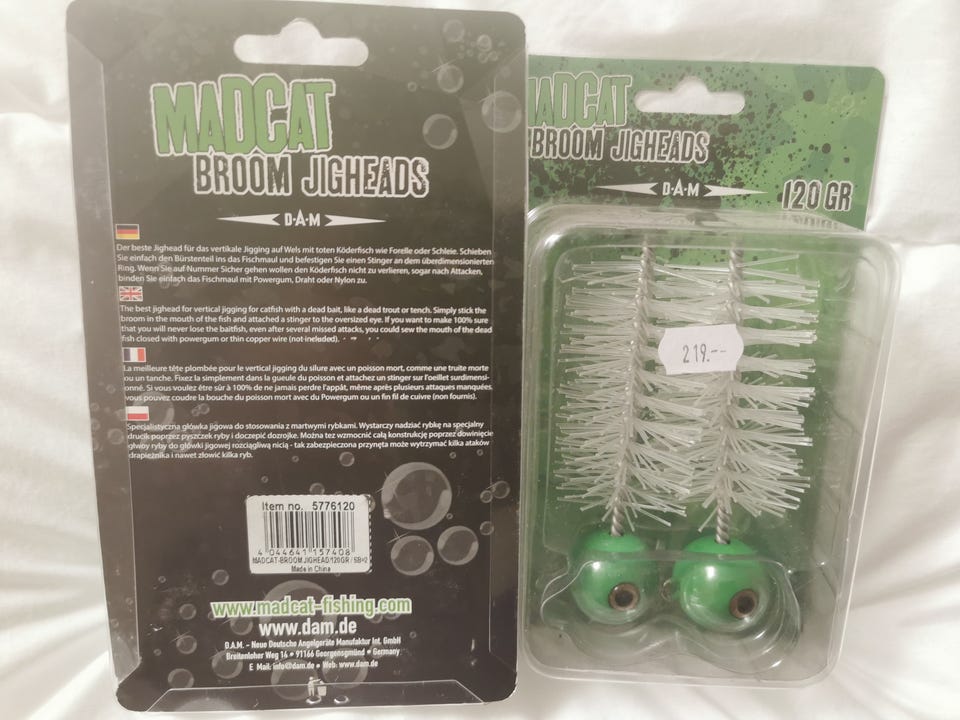 MADCAT
BROOM JIGHEADS
D·A·M
Der beste Jighead für das vertikale Jigging auf Wels mit toten Köderfisch wie Forelle oder Schleie. Schieben
Sie einfach den Bürstenteil ins das Fischmaul und befestigen Sie einen Stinger an dem überdimensionierten
Ring. Wenn Sie auf Nummer Sicher gehen wollen den Köderfisch nicht zu verlieren, sogar nach Attacken,
binden Sie einfach das Fischmaul mit Powergum, Draht oder Nylon zu.
The best jighead for vertical jigging for catfish with a dead bait, like a dead trout or tench. Simply stick the
broom in the mouth of the fish and attached a stinger to the oversized eye. If you want to make 100% sure
that you will never lose the baitfish, even after several missed attacks, you could sew the mouth of the dead
fish closed with powergum or thin copper wire (not included).
La meilleure tête plombée pour le vertical jigging du silure avec un poisson mort, comme une truite morte
ou un tanche. Fixez la simplement dans la gueule du poisson et attachez un stinger sur l'oeillet surdimensi-
onné. Si vous voulez être sûr à 100% de ne jamais perdre l'appât, même après plusieurs attaques manquées,
vous pouvez coudre la bouche du poisson mort avec du Powergum ou un fin fil de cuivre (non fournis).
Specjalistyczna główka jigowa do stosowania z martwymi rybkami. Wystarczy nadziać rybkę na specjalny
drucik poprzez pyszczek ryby i doczepić dozrojkę. Można tez wzmocnić całą konstrukcję poprzez dowinięcie
głwoy ryby do główki jigowej rozciągliwą nicią - tak zabezpieczona przynęta może wytrzymać kilka ataków
drapieżnika i nawet złowić kilka ryb.
Item no. 5776120
4 044641 157408
MADCAT-BROOM JIGHEAD/120GR / SB=2
Made in China
www.madcat-fishing.com
www.dam.de
D.A.M. - Neue Deutsche Angelgeräte Manufaktur Int. GmbH
Breitenloher Weg 14 • 91166 Georgensgmünd • Germany
E Mail: info@dam.de • Web: www.dam.de
MADCAT
BROOM JIGHEADS
D·A·M
120 GR
219.--